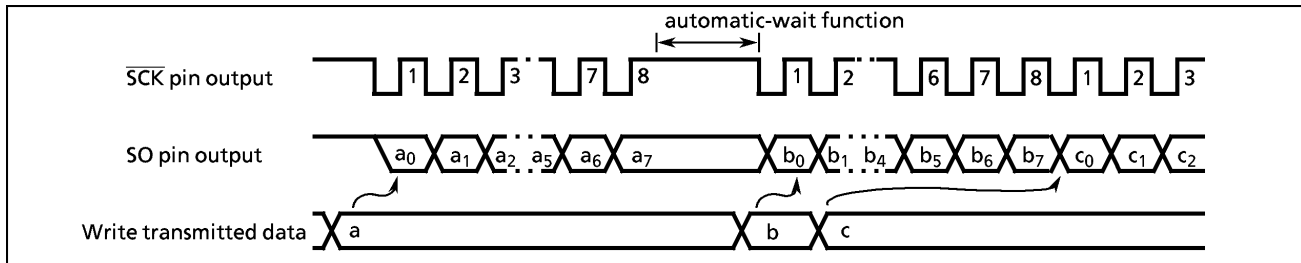 automatic-wait function
SCK pin output 1 2 3 7 8 1 2 6 7 8 1 2 3
SO pin output a0 a1 a2 a5 a6 a7 b0 b1 b4 b5 b6 b7 c0 c1 c2
Write transmitted data a b c